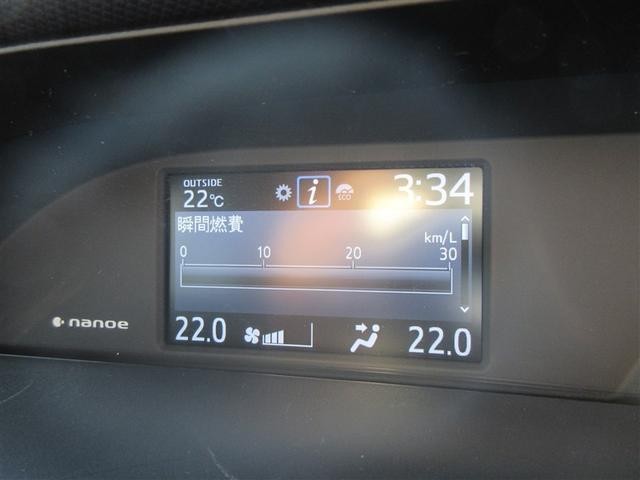 OUTSIDE
22℃
i
ECO
3:34
瞬間燃費
km/L
0 10 20 30
nanoe
22.0
22.0